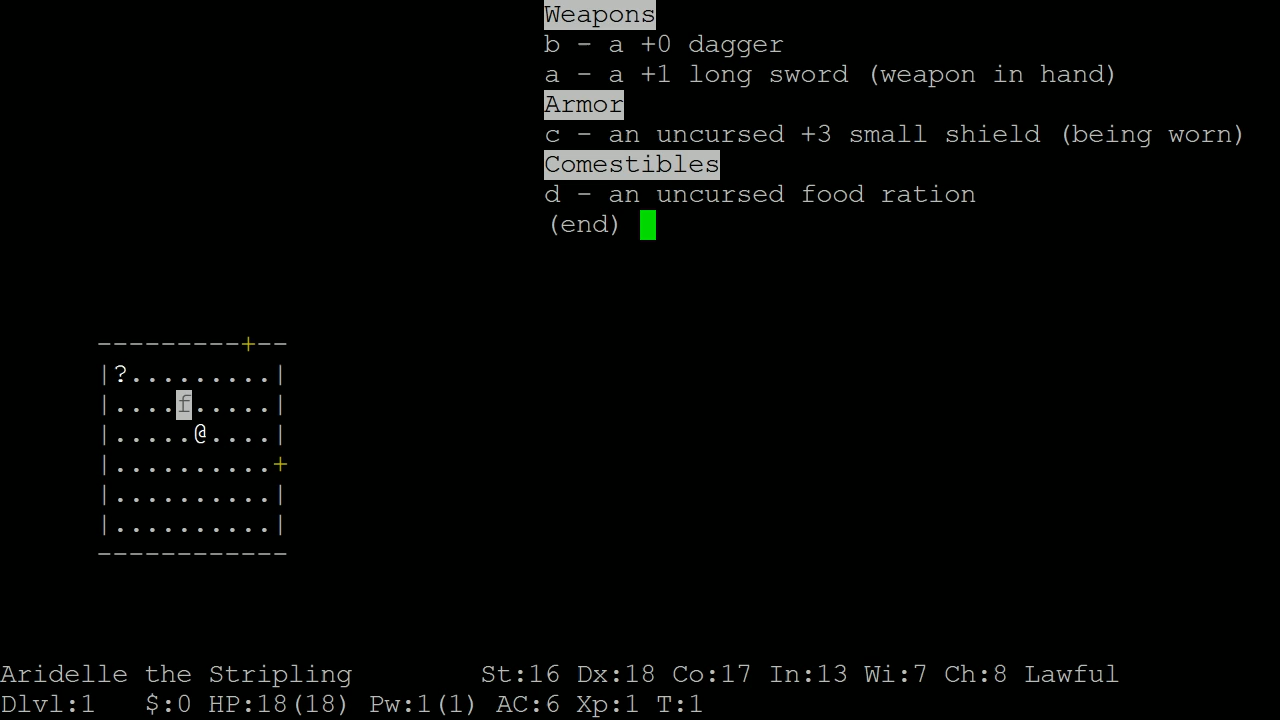 Weapons
b - a +0 dagger
a - a +1 long sword (weapon in hand)
Armor
c - an uncursed +3 small shield (being worn)
Comestibles
d - an uncursed food ration
(end)
---------+--
|?.........|
|....f.....|
|.....@....|
|..........+
|..........|
|..........|
------------
Aridelle the Stripling St:16 Dx:18 Co:17 In:13 Wi:7 Ch:8 Lawful
Dlvl:1 $:0 HP:18(18) Pw:1(1) AC:6 Xp:1 T:1